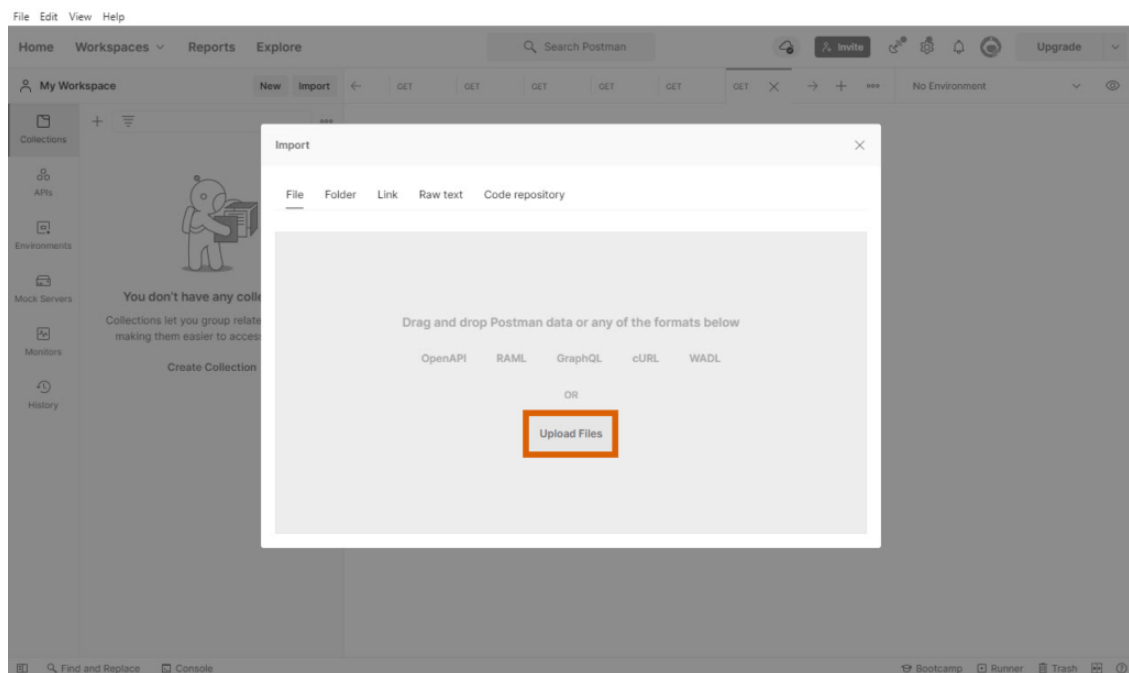 File Edit View Help
Home Workspaces Reports Explore Search Postman Invite Upgrade
My Workspace New Import GET GET GET GET GET GET No Environment
Collections
APIs
Environments
Mock Servers
Monitors
History
You don't have any colle
Collections let you group relate
making them easier to acces
Create Collection
Import
File Folder Link Raw text Code repository
Drag and drop Postman data or any of the formats below
OpenAPI RAML GraphQL cURL WADL
OR
Upload Files
Find and Replace Console Bootcamp Runner Trash